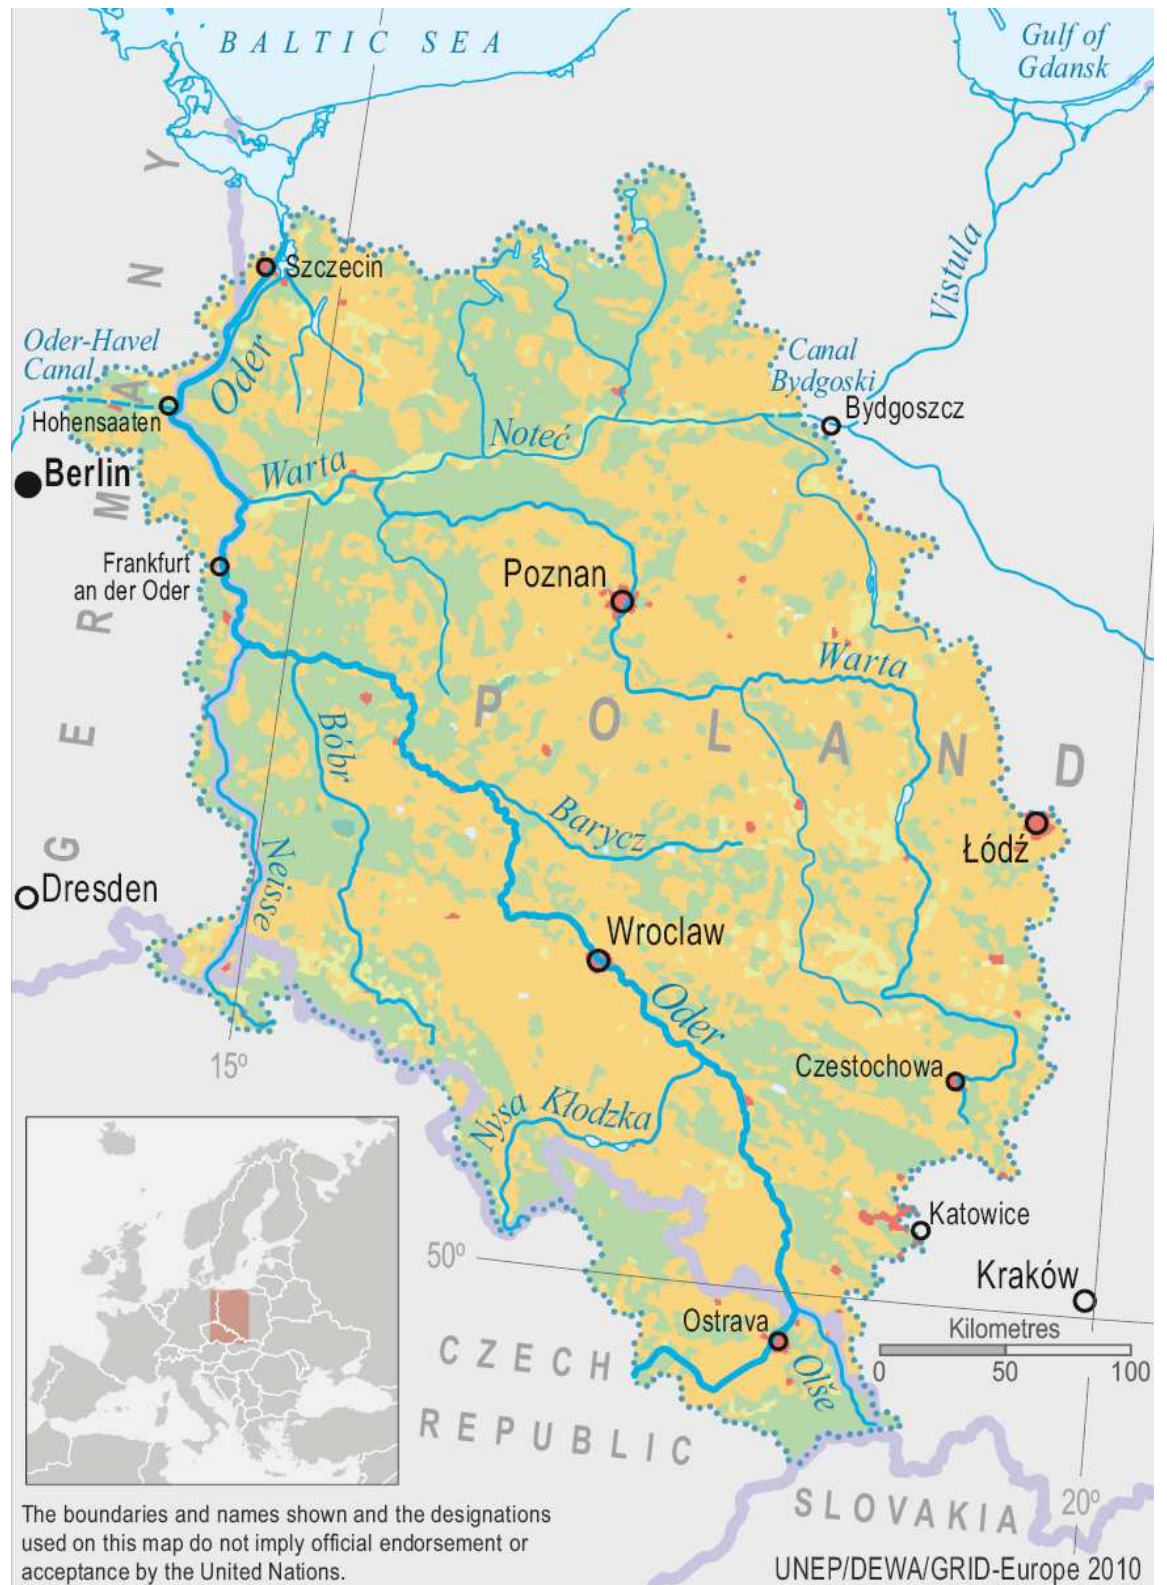 BALTIC SEA
Gulf of
Gdansk
Vistula
Szczecin
Oder-Havel
Canal
Oder
Hohensaaten
Canal
Bydgoski
Bydgoszcz
Berlin
Warta
Noteć
Frankfurt
an der Oder
Poznan
GERMANY
Warta
POLAND
Bóbr
Barycz
Łódź
Neisse
Dresden
Wroclaw
Oder
15º
Czestochowa
Nysa Kłodzka
Katowice
50º
Kraków
Ostrava
Kilometres
0 50 100
Olše
CZECH
REPUBLIC
SLOVAKIA
20º
The boundaries and names shown and the designations
used on this map do not imply official endorsement or
acceptance by the United Nations.
UNEP/DEWA/GRID-Europe 2010